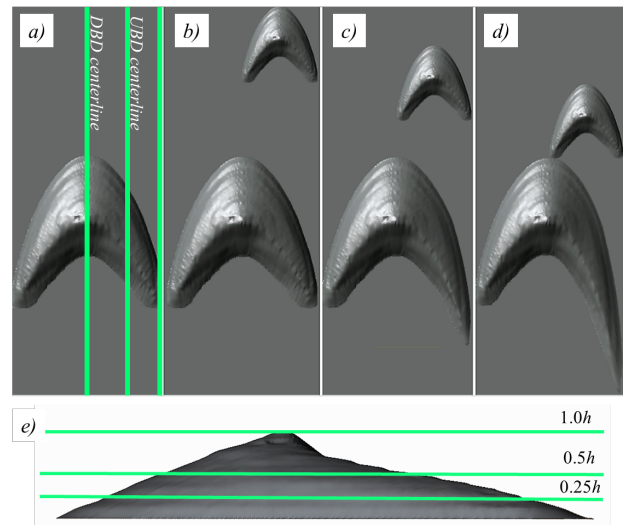 a)
DBD centerline
UBD centerline
b)
c)
d)
e)
1.0h
0.5h
0.25h